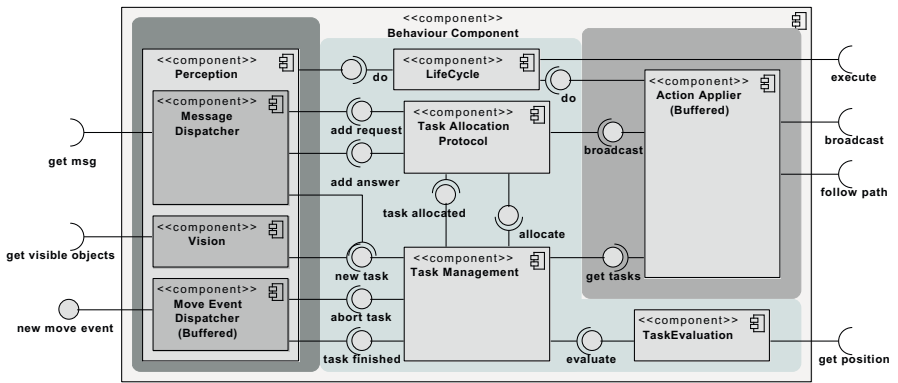 <<component>>
Behaviour Component
<<component>>
Perception
<<component>>
LifeCycle
do
do
execute
<<component>>
Action Applier
(Buffered)
<<component>>
Message
Dispatcher
add request
<<component>>
Task Allocation
Protocol
broadcast
broadcast
get msg
add answer
follow path
task allocated
allocate
<<component>>
Vision
get visible objects
new task
<<component>>
Task Management
get tasks
<<component>>
Move Event
Dispatcher
(Buffered)
new move event
abort task
task finished
evaluate
<<component>>
TaskEvaluation
get position